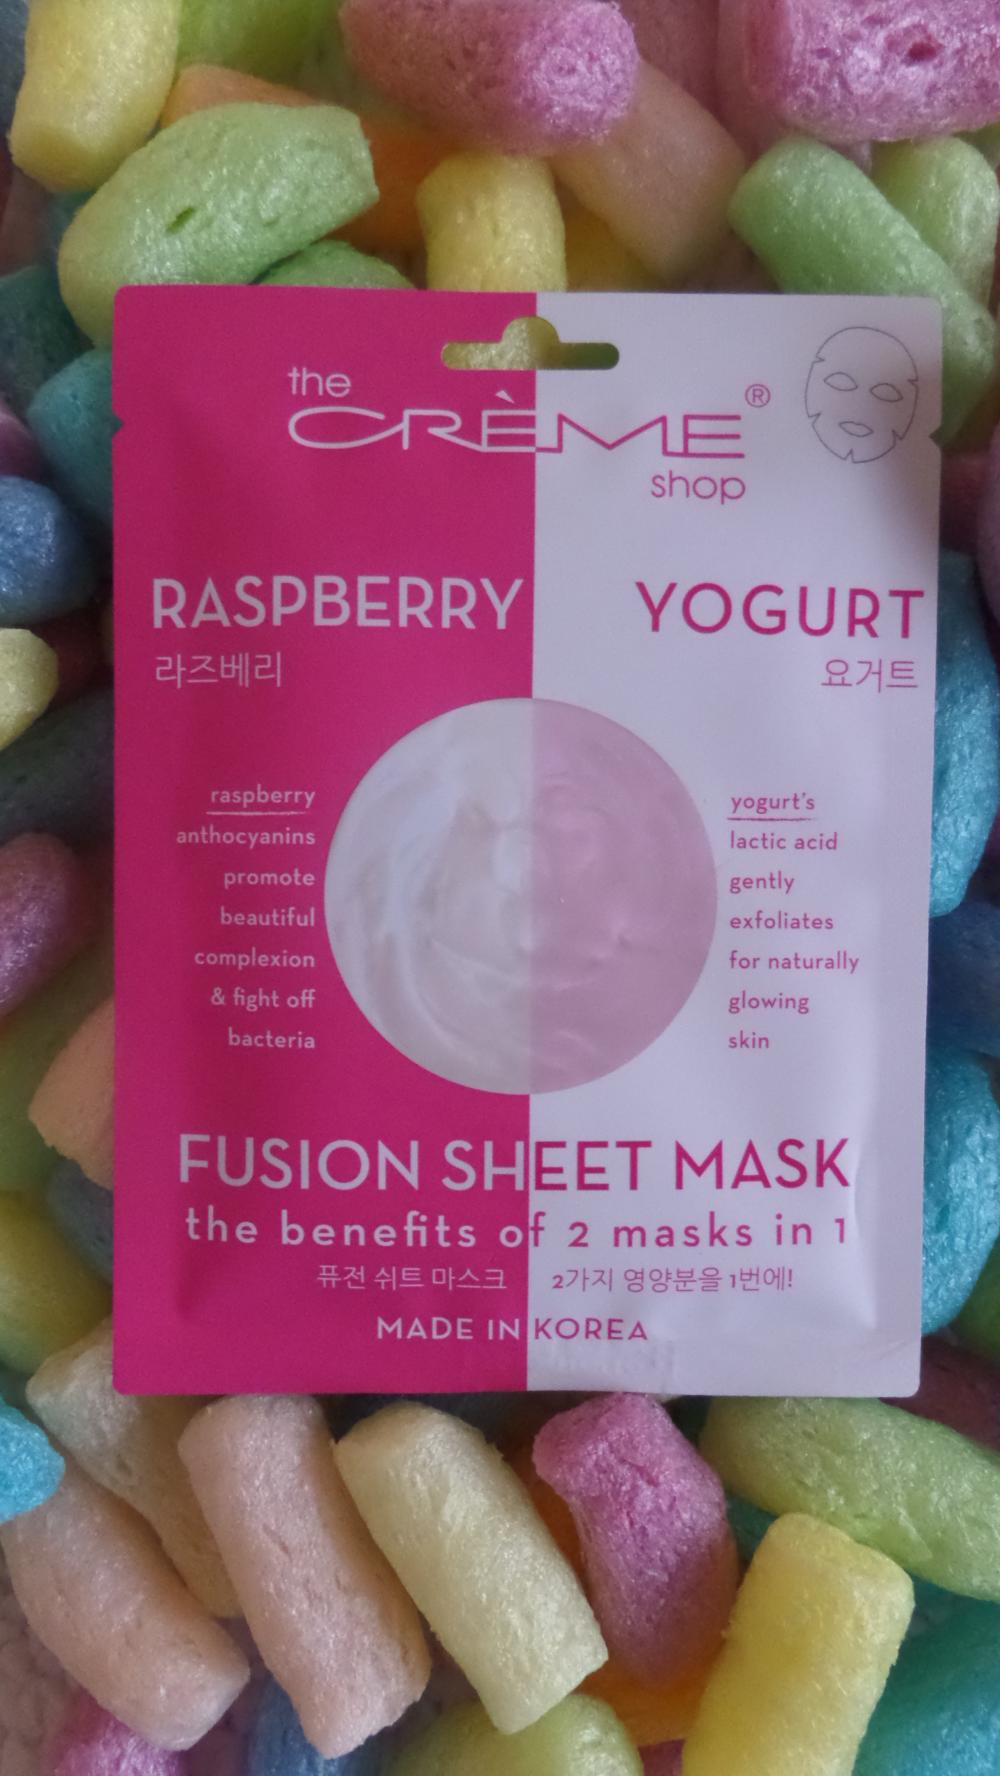 the
CRÈME®
shop
RASPBERRY
라즈베리
YOGURT
요거트
raspberry
anthocyanins
promote
beautiful
complexion
& fight off
bacteria
yogurt's
lactic acid
gently
exfoliates
for naturally
glowing
skin
FUSION SHEET MASK
the benefits of 2 masks in 1
퓨전 쉬트 마스크 2가지 영양분을 1번에!
MADE IN KOREA